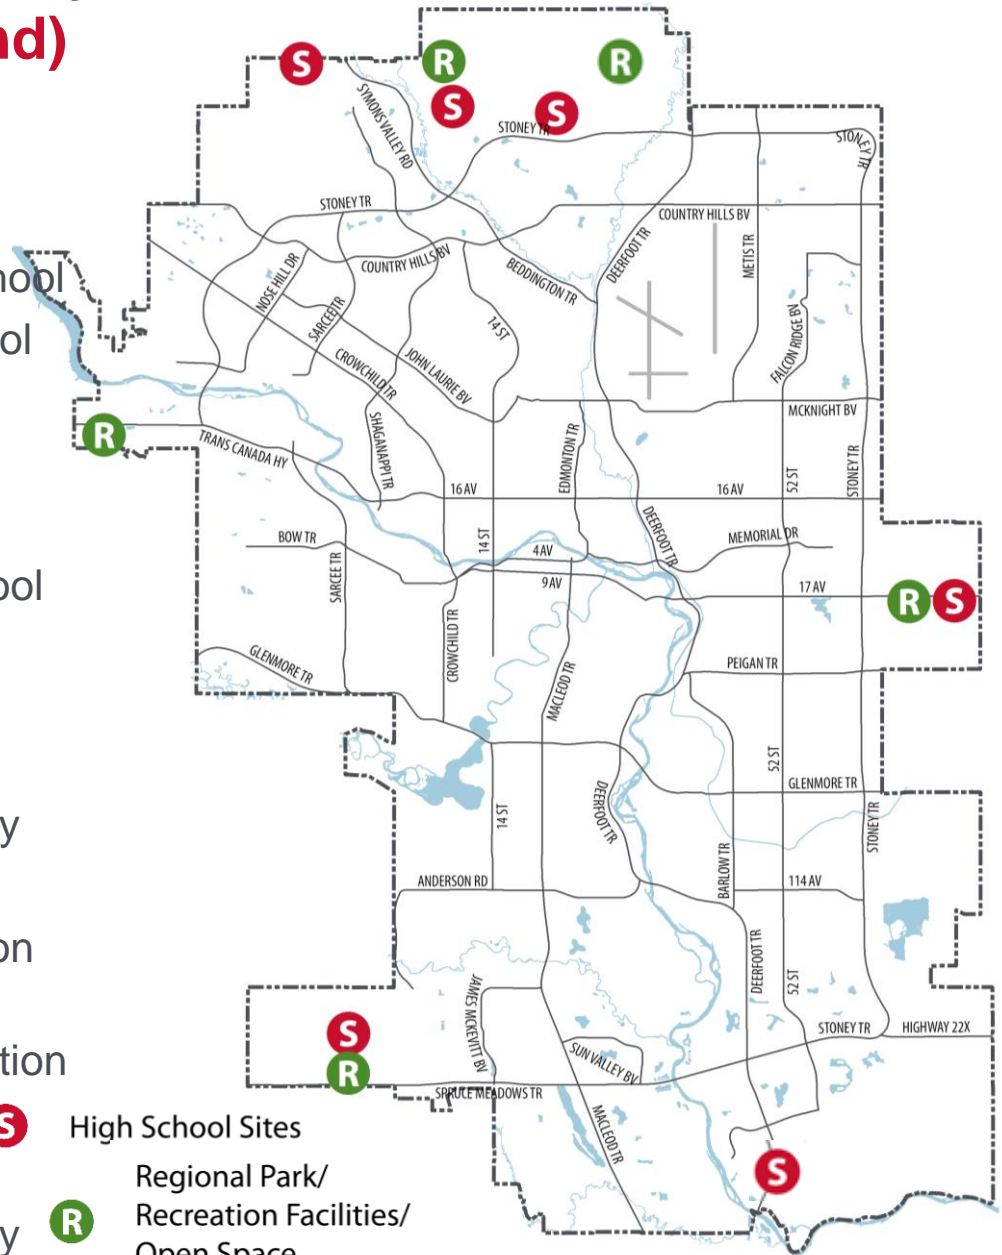 nd)
hool
ol
ool
y
on
tion
y
S
R
S
R
S
SYMONS VALLEY RD
STONEY TR
STONEY TR
STONEY TR
COUNTRY HILLS BV
COUNTRY HILLS BV
NOSE HILL DR
SARCEE TR
BEDDINGTON TR
DEERFOOT TR
METIS TR
14 ST
FALCON RIDGE BV
CROWCHILD TR
JOHN LAURIE BV
MCKNIGHT BV
R
TRANS CANADA HY
SHAGANAPPI TR
EDMONTON TR
52 ST
STONEY TR
16 AV
16 AV
DEERFOOT TR
BOW TR
14 ST
4 AV
MEMORIAL DR
SARCEE TR
9 AV
17 AV
R
S
CROWCHILD TR
GLENMORE TR
MACLEOD TR
PEIGAN TR
52 ST
GLENMORE TR
DEERFOOT TR
14 ST
STONEY TR
BARLOW TR
ANDERSON RD
114 AV
DEERFOOT TR
52 ST
JAMES MCKEVITT BV
S
R
STONEY TR
HIGHWAY 22X
SUN VALLEY BV
SPRUCE MEADOWS TR
MACLEOD TR
S
S
High School Sites
R
Regional Park/
Recreation Facilities/
Open Space